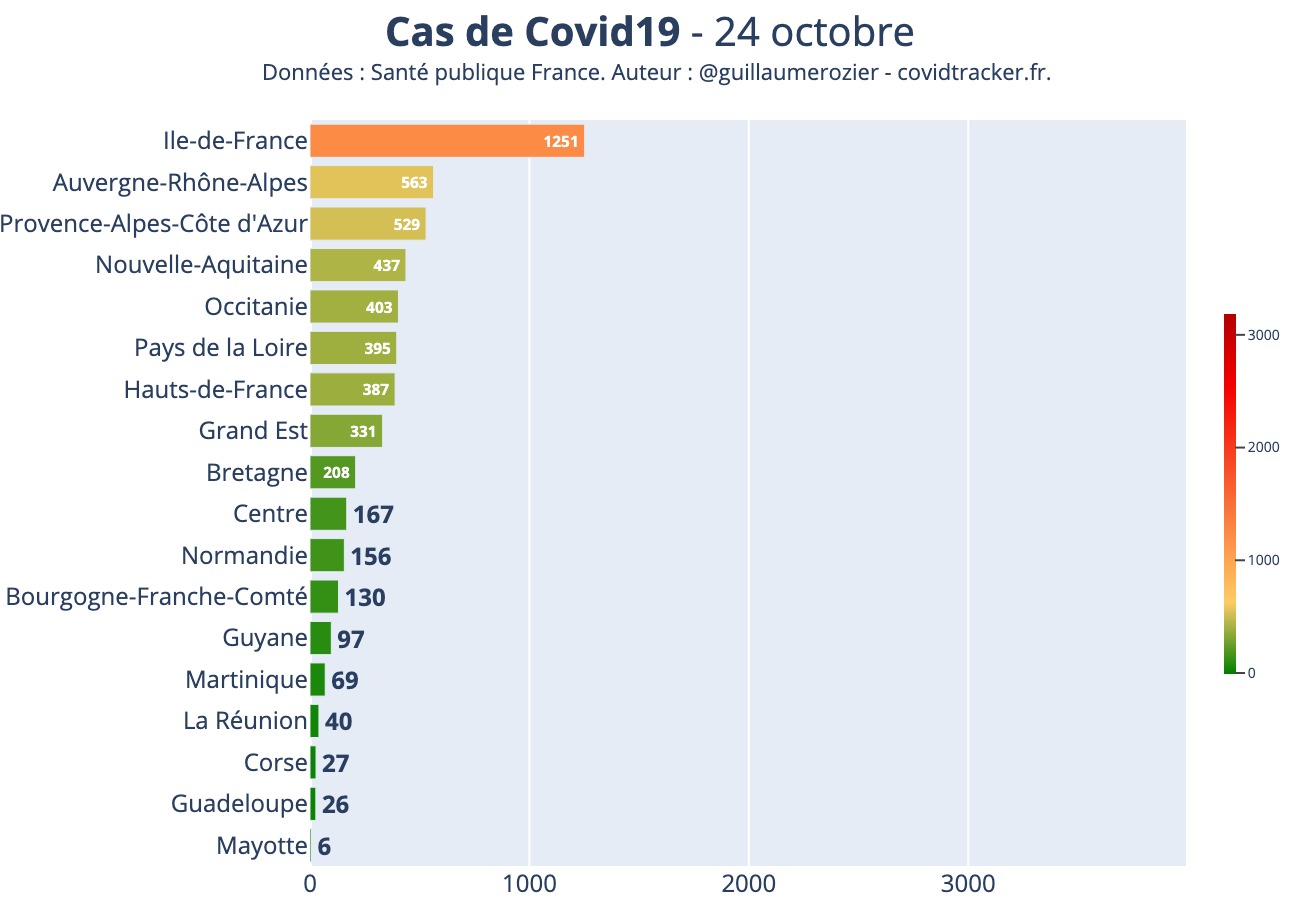 Cas de Covid19 - 24 octobre
Données : Santé publique France. Auteur : @guillaumerozier - covidtracker.fr.
Ile-de-France 1251
Auvergne-Rhône-Alpes 563
Provence-Alpes-Côte d'Azur 529
Nouvelle-Aquitaine 437
Occitanie 403
Pays de la Loire 395
Hauts-de-France 387
Grand Est 331
Bretagne 208
Centre 167
Normandie 156
Bourgogne-Franche-Comté 130
Guyane 97
Martinique 69
La Réunion 40
Corse 27
Guadeloupe 26
Mayotte 6
0 1000 2000 3000
3000
2000
1000
0